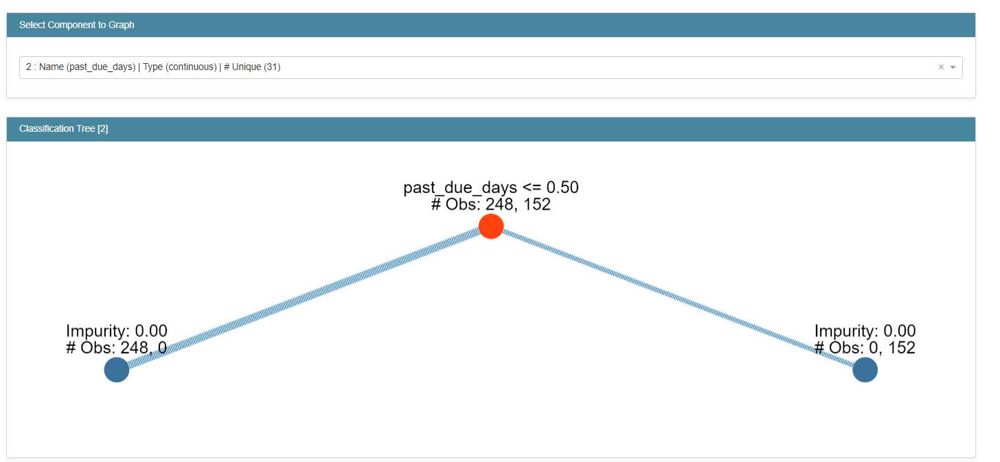 Select Component to Graph
2 : Name (past_due_days) | Type (continuous) | # Unique (31)
×
Classification Tree [2]
past_due_days <= 0.50
# Obs: 248, 152
Impurity: 0.00
# Obs: 248, 0
Impurity: 0.00
# Obs: 0, 152